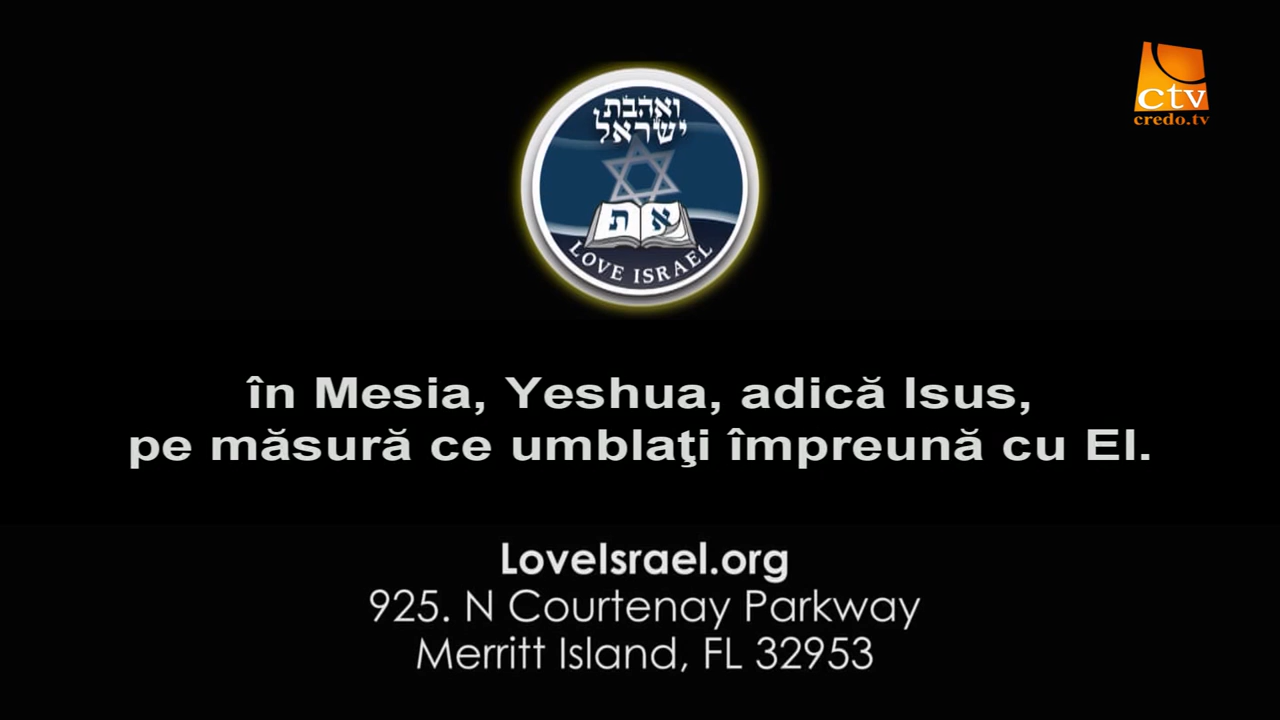 ואהבת
ישראל
ת א
LOVE ISRAEL
ctv
credo.tv
în Mesia, Yeshua, adică Isus,
pe măsură ce umblaţi împreună cu El.
LoveIsrael.org
925. N Courtenay Parkway
Merritt Island, FL 32953